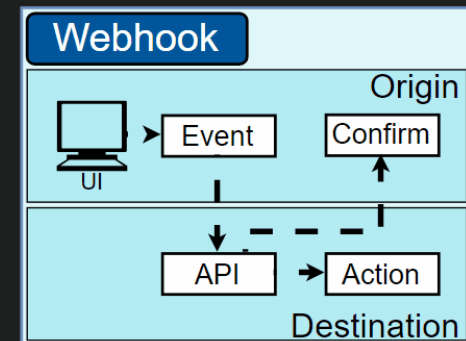 Webhook
Origin
Event
Confirm
UI
API
Action
Destination